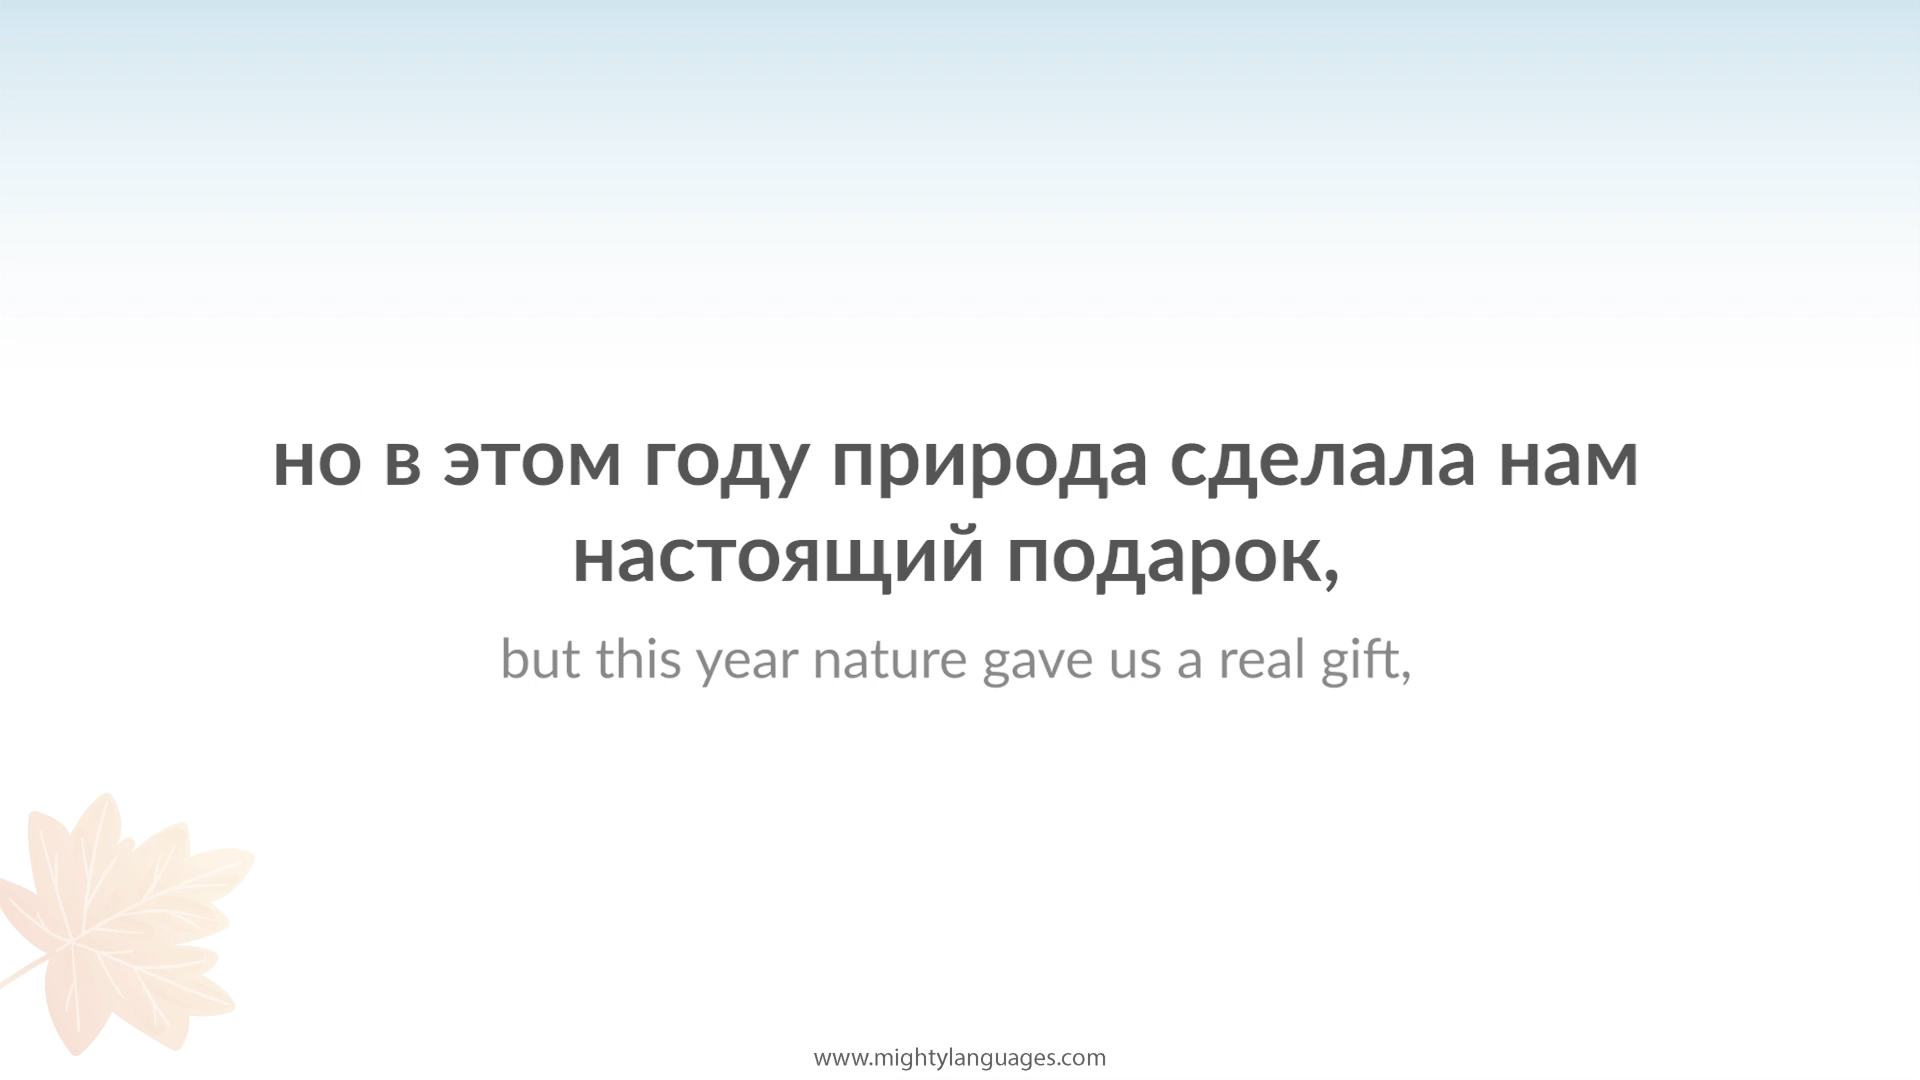 но в этом году природа сделала нам
настоящий подарок,
but this year nature gave us a real gift,
www.mightylanguages.com